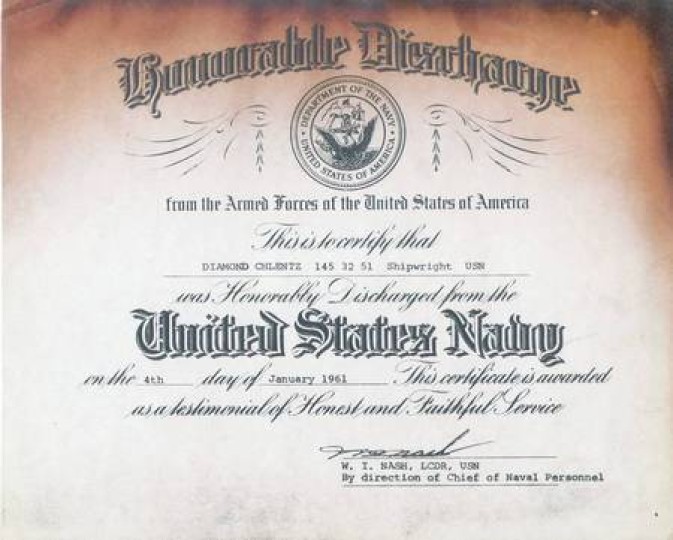 Honorable Discharge
DEPARTMENT OF THE NAVY
UNITED STATES OF AMERICA
from the Armed Forces of the United States of America
This is to certify that
DIAMOND CHLENTZ 145 32 51 Shipwright USN
was Honorably Discharged from the
United States Navy
on the 4th day of January 1961 This certificate is awarded
as a testimonial of Honest and Faithful Service
W. I. NASH, LCDR, USN
By direction of Chief of Naval Personnel